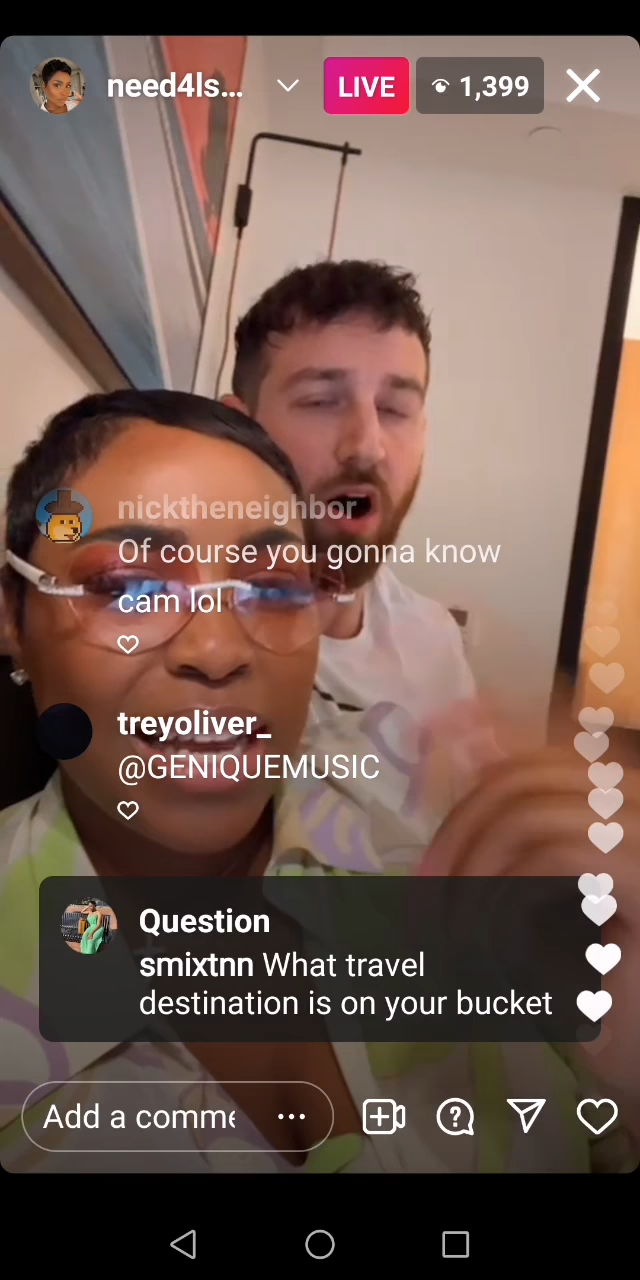 need4ls...
LIVE
1,399
nicktheneighbor
Of course you gonna know
cam lol
treyoliver_
@GENIQUEMUSIC
Question
smixtnn What travel
destination is on your bucket
Add a comme